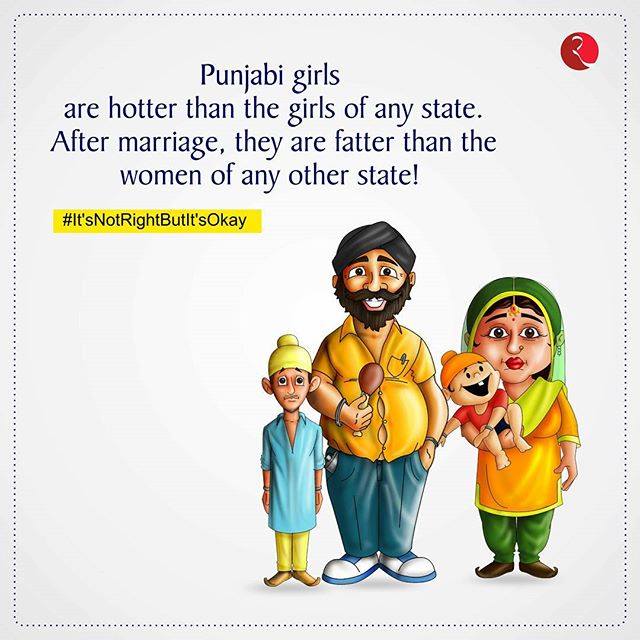 Punjabi girls
are hotter than the girls of any state.
After marriage, they are fatter than the
women of any other state!
#It'sNotRightButIt'sOkay